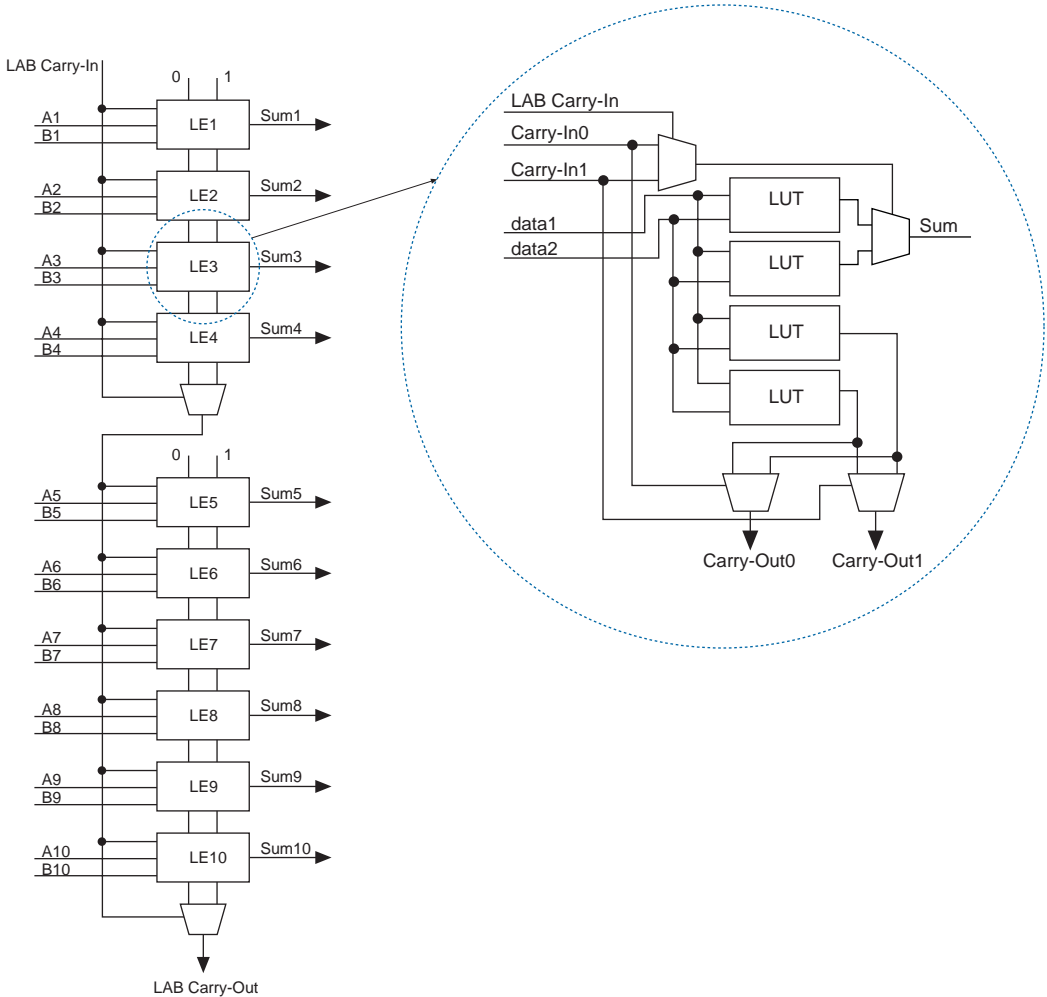 LAB Carry-In
0 1
A1
B1
LE1
Sum1
A2
B2
LE2
Sum2
A3
B3
LE3
Sum3
A4
B4
LE4
Sum4
0 1
A5
B5
LE5
Sum5
A6
B6
LE6
Sum6
A7
B7
LE7
Sum7
A8
B8
LE8
Sum8
A9
B9
LE9
Sum9
A10
B10
LE10
Sum10
LAB Carry-Out
LAB Carry-In
Carry-In0
Carry-In1
data1
data2
LUT
LUT
LUT
LUT
Sum
Carry-Out0
Carry-Out1